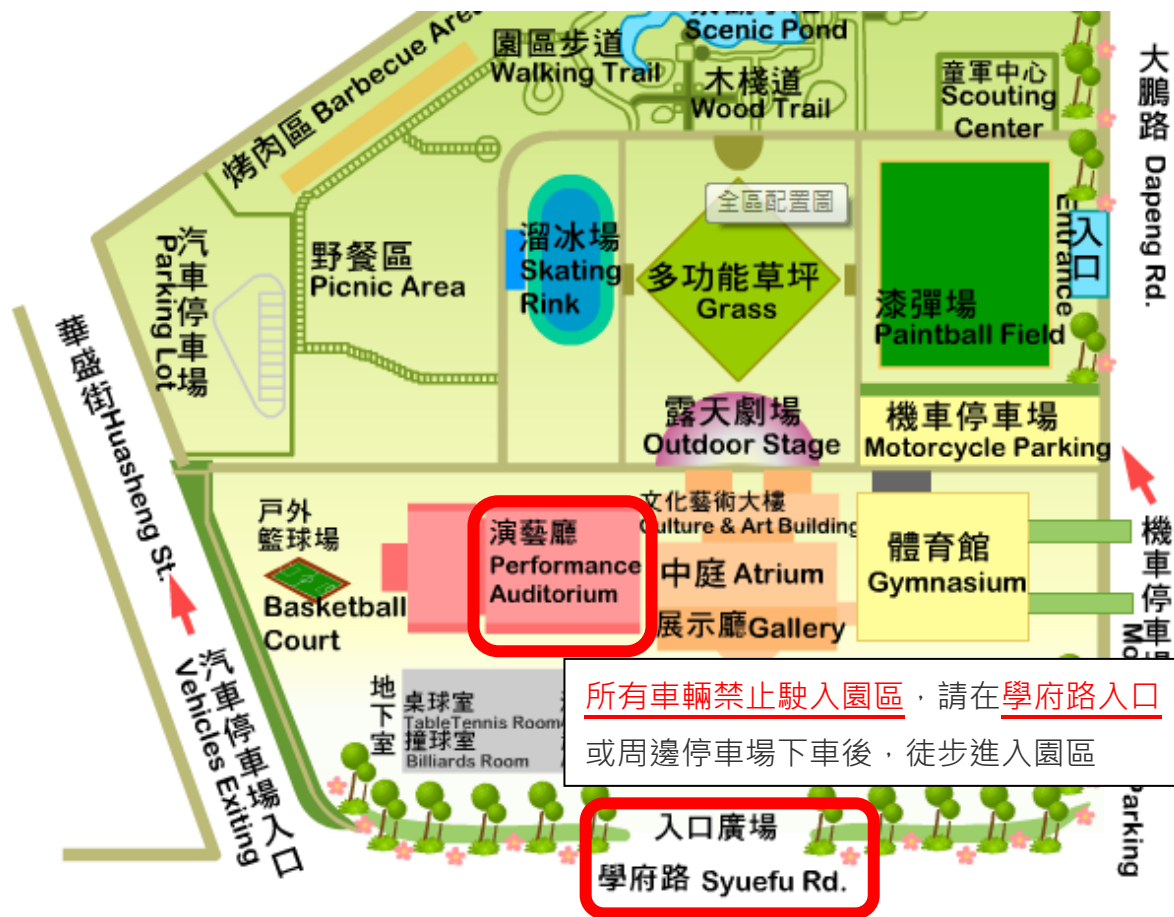 園區步道
Walking Trail
Scenic Pond
木棧道
Wood Trail
童軍中心
Scouting
Center
大鵬路 Dapeng Rd.
烤肉區 Barbecue Area
全區配置圖
入口
Entrance
汽車停車場
Parking Lot
野餐區
Picnic Area
溜冰場
Skating
Rink
多功能草坪
Grass
漆彈場
Paintball Field
華盛街Huasheng St.
露天劇場
Outdoor Stage
機車停車場
Motorcycle Parking
戶外
籃球場
Basketball
Court
演藝廳
Performance
Auditorium
文化藝術大樓
Culture & Art Building
中庭 Atrium
展示廳Gallery
體育館
Gymnasium
機車停車場
Parking
汽車停車場入口
Vehicles Exiting
地下室
桌球室
TableTennis Room
撞球室
Billiards Room
所有車輛禁止駛入園區，請在學府路入口
或周邊停車場下車後，徒步進入園區
入口廣場
學府路 Syuefu Rd.